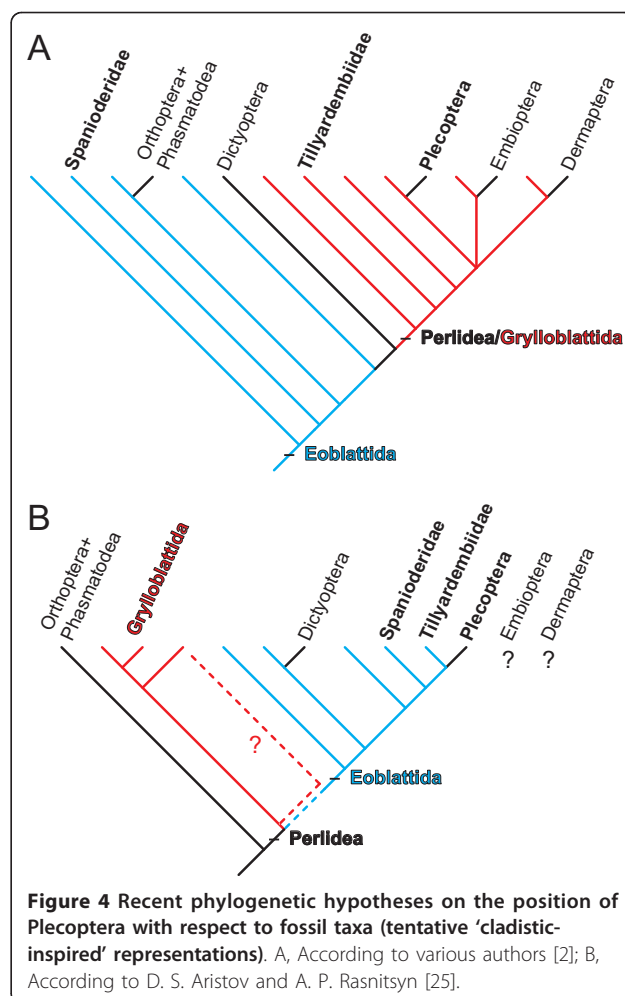 A
Spanioderidae
Orthoptera+
Phasmatodea
Dictyoptera
Tillyardembiidae
Plecoptera
Embioptera
Dermaptera
Perlidea/Grylloblattida
Eoblattida
B
Orthoptera+
Phasmatodea
Grylloblattida
Dictyoptera
Spanioderidae
Tillyardembiidae
Plecoptera
Embioptera
Dermaptera
?
?
?
Eoblattida
Perlidea
Figure 4 Recent phylogenetic hypotheses on the position of
Plecoptera with respect to fossil taxa (tentative ‘cladistic-
inspired’ representations). A, According to various authors [2]; B,
According to D. S. Aristov and A. P. Rasnitsyn [25].